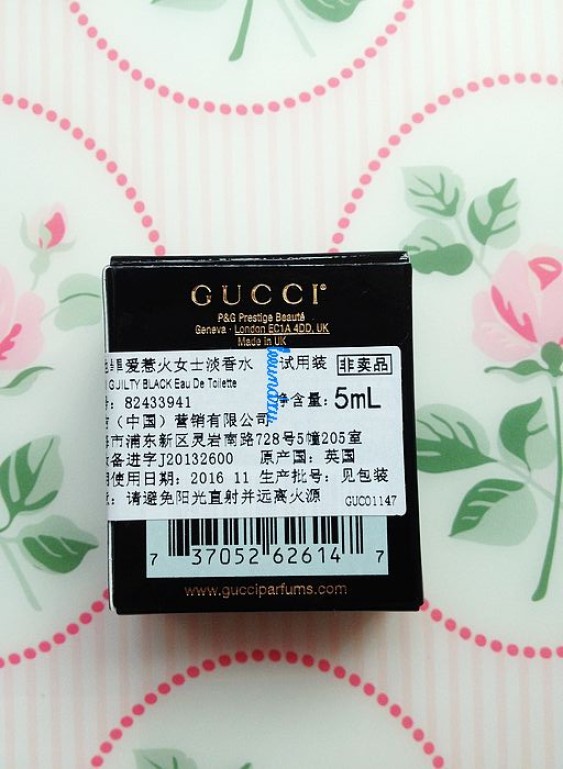 GUCCI®
P&G Prestige Beauté
Geneva · London EC1A 4DD, UK
Made in UK
罪爱惹火女士淡香水 试用装 非卖品
GUILTY BLACK Eau De Toilette
: 82433941 净含量: 5mL
(中国) 营销有限公司
市浦东新区灵岩南路728号5幢205室
备进字J20132600 原产国: 英国
使用日期: 2016 11 生产批号: 见包装
: 请避免阳光直射并远离火源 GUC01147
7 37052 62614 7
www.gucciparfums.com